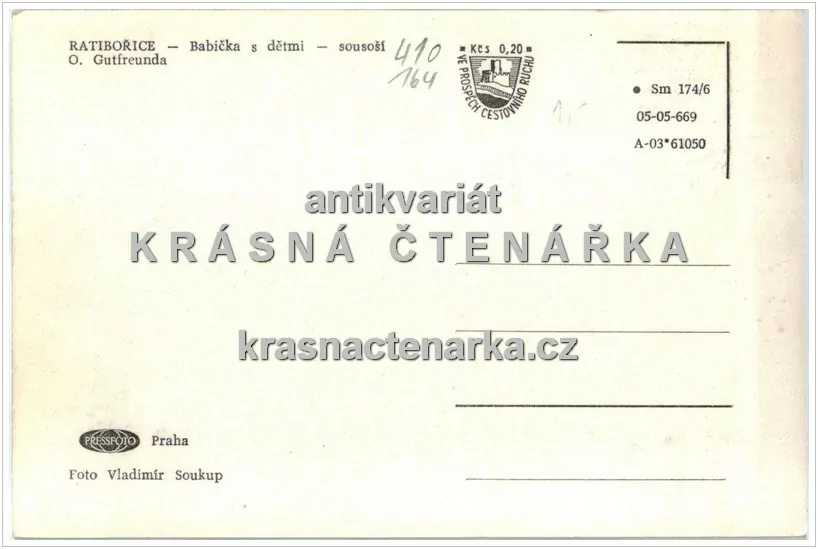 RATIBOŘICE — Babička s dětmi — sousoší
O. Gutfreunda
410
164
Kčs 0,20
VE PROSPĚCH CESTOVNÍHO RUCHU
1,-
• Sm 174/6
05-05-669
A-03*61050
antikvariát
KRÁSNÁ ČTENÁŘKA
krasnactenarka.cz
PRESSFOTO Praha
Foto Vladimír Soukup